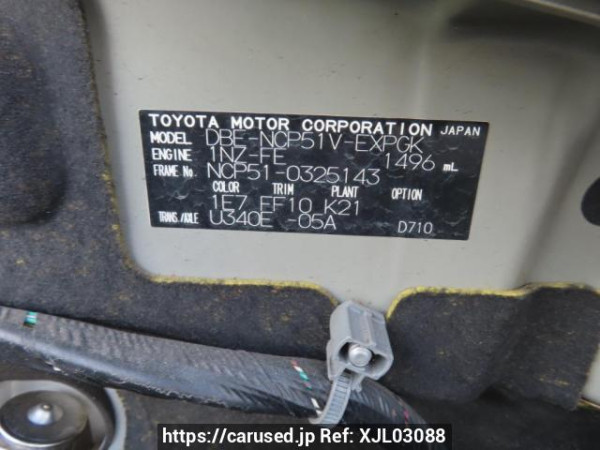 TOYOTA MOTOR CORPORATION JAPAN
MODEL DBE-NCP51V-EXPGK
ENGINE 1NZ-FE 1496 mL
FRAME No. NCP51-0325143
COLOR TRIM PLANT OPTION
1E7 FF10 K21
TRANS./AXLE U340E -05A D710
https://carused.jp Ref: XJL03088